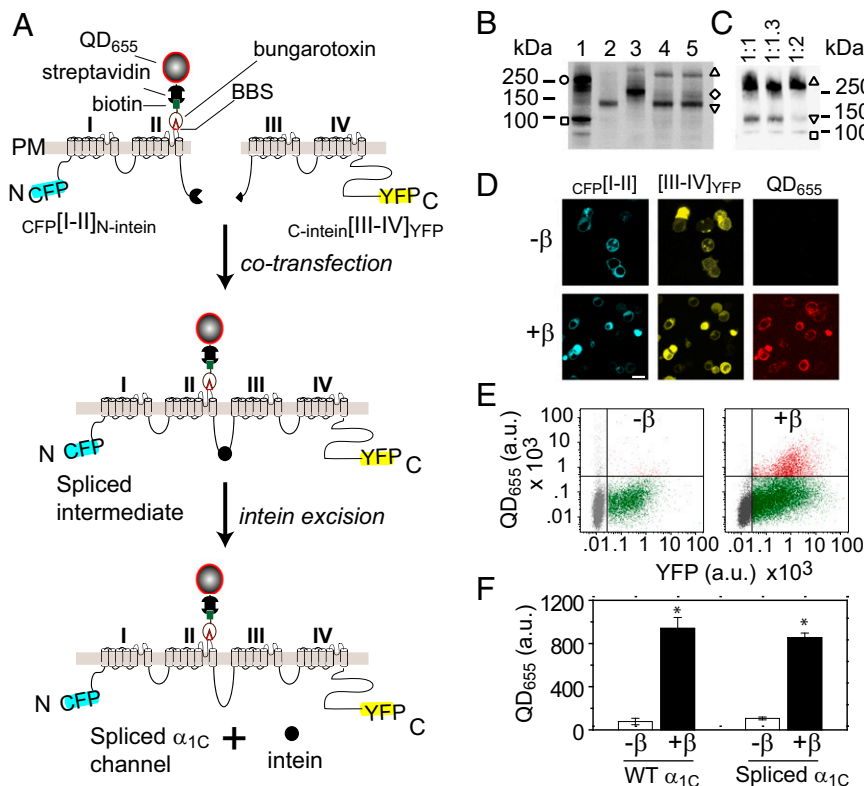 A
QD655
streptavidin
biotin
bungarotoxin
BBS
I II III IV
PM
N CFP
YFP C
CFP[I-II]N-intein
C-intein[III-IV]YFP
co-transfection
I II III IV
N CFP
YFP C
Spliced
intermediate
intein excision
I II III IV
N CFP
YFP C
Spliced α1C
channel
+
intein
B
kDa 1 2 3 4 5
250
150
100
C
1:1 1:1.3 1:2
kDa
250
150
100
D
CFP[I-II] [III-IV]YFP QD655
-β
+β
E
-β +β
QD655 (a.u.)
x 10³
100
10
1
.1
.01
.01 .1 1 10 .01 .1 1 10
YFP (a.u.) x10³
F
QD655 (a.u.)
1200
800
400
0
* *
-β +β -β +β
WT α1C Spliced α1C